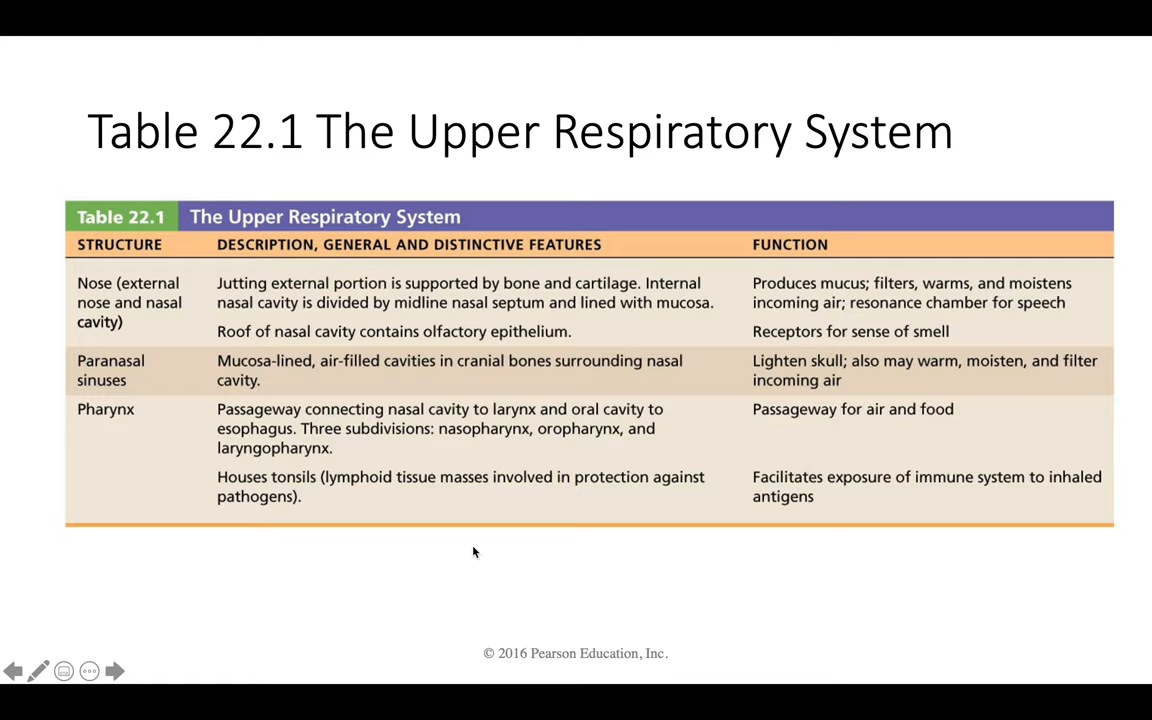 Table 22.1 The Upper Respiratory System
Table 22.1 The Upper Respiratory System
STRUCTURE DESCRIPTION, GENERAL AND DISTINCTIVE FEATURES FUNCTION
Nose (external
nose and nasal
cavity)
Jutting external portion is supported by bone and cartilage. Internal
nasal cavity is divided by midline nasal septum and lined with mucosa.
Produces mucus; filters, warms, and moistens
incoming air; resonance chamber for speech
Roof of nasal cavity contains olfactory epithelium.
Receptors for sense of smell
Paranasal
sinuses
Mucosa-lined, air-filled cavities in cranial bones surrounding nasal
cavity.
Lighten skull; also may warm, moisten, and filter
incoming air
Pharynx
Passageway connecting nasal cavity to larynx and oral cavity to
esophagus. Three subdivisions: nasopharynx, oropharynx, and
laryngopharynx.
Passageway for air and food
Houses tonsils (lymphoid tissue masses involved in protection against
pathogens).
Facilitates exposure of immune system to inhaled
antigens
© 2016 Pearson Education, Inc.